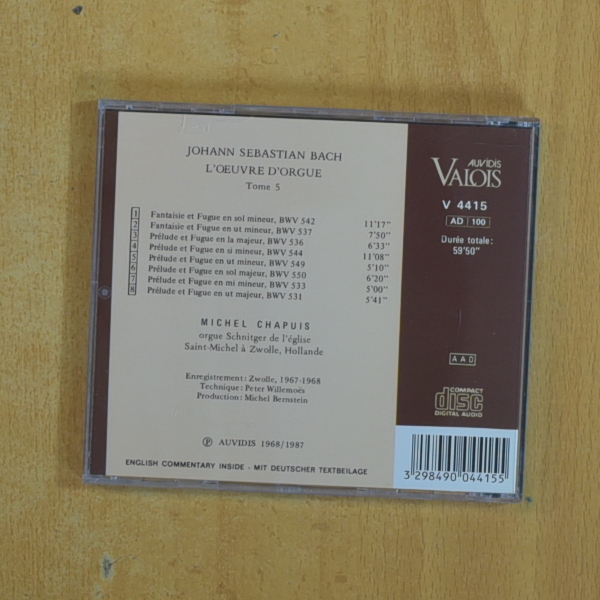 JOHANN SEBASTIAN BACH
L'ŒUVRE D'ORGUE
Tome 5
1 Fantaisie et Fugue en sol mineur, BWV 542 11'17"
2 Fantaisie et Fugue en ut mineur, BWV 537 7'50"
3 Prélude et Fugue en la majeur, BWV 536 6'33"
4 Prélude et Fugue en si mineur, BWV 544 11'08"
5 Prélude et Fugue en ut mineur, BWV 549 5'10"
6 Prélude et Fugue en sol majeur, BWV 550 6'20"
7 Prélude et Fugue en mi mineur, BWV 533 5'00"
8 Prélude et Fugue en ut majeur, BWV 531 5'41"
MICHEL CHAPUIS
orgue Schnitger de l'église
Saint-Michel à Zwolle, Hollande
Enregistrement: Zwolle, 1967-1968
Technique: Peter Willemoës
Production: Michel Bernstein
Ⓟ AUVIDIS 1968/1987
ENGLISH COMMENTARY INSIDE - MIT DEUTSCHER TEXTBEILAGE
AUVIDIS
VALOIS
V 4415
AD 100
Durée totale:
59'50"
AAD
COMPACT
disc
DIGITAL AUDIO
3 298490 044155